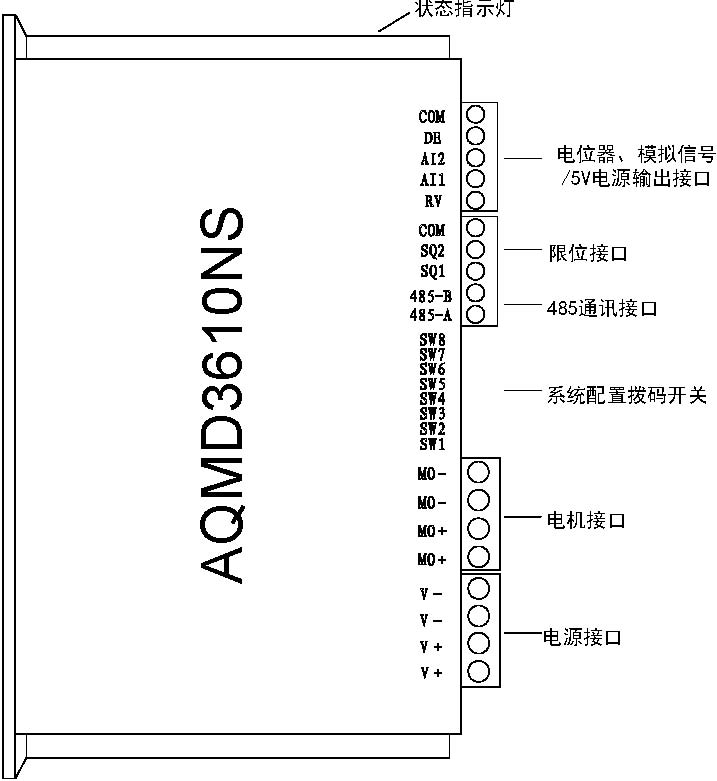 状态指示灯
COM
DE
AI2
AI1
RV
电位器、模拟信号
/5V电源输出接口
COM
SQ2
SQ1
限位接口
485-B
485-A
485通讯接口
SW8
SW7
SW6
SW5
SW4
SW3
SW2
SW1
系统配置拨码开关
MO-
MO-
MO+
MO+
电机接口
V-
V-
V+
V+
电源接口
AQMD3610NS